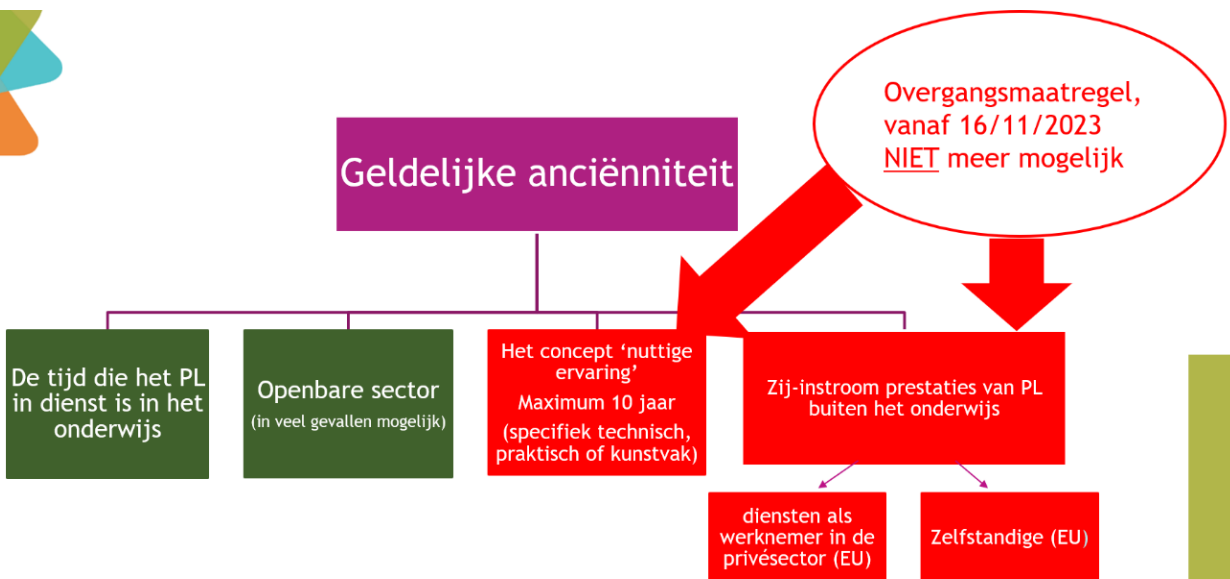 Overgangsmaatregel,
vanaf 16/11/2023
NIET meer mogelijk
Geldelijke anciënniteit
De tijd die het PL
in dienst is in het
onderwijs
Openbare sector
(in veel gevallen mogelijk)
Het concept ‘nuttige
ervaring’
Maximum 10 jaar
(specifiek technisch,
praktisch of kunstvak)
Zij-instroom prestaties van PL
buiten het onderwijs
diensten als
werknemer in de
privésector (EU)
Zelfstandige (EU)